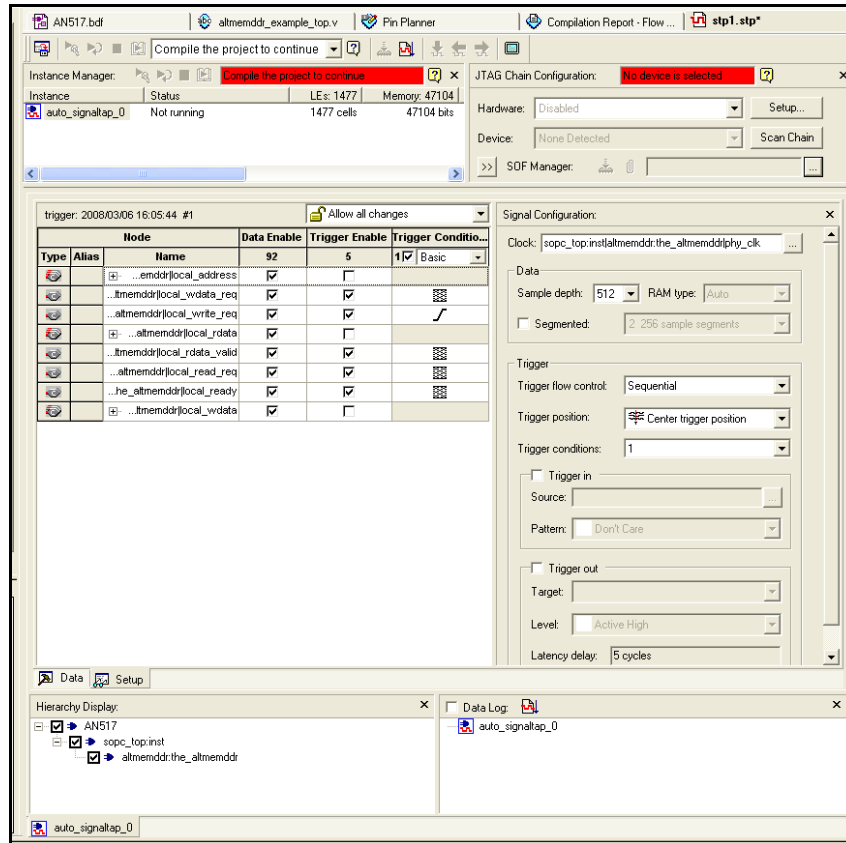 AN517.bdf altmemddr_example_top.v Pin Planner Compilation Report - Flow ... stp1.stp*
Compile the project to continue
Instance Manager: Compile the project to continue
Instance Status LEs: 1477 Memory: 47104
auto_signaltap_0 Not running 1477 cells 47104 bits
JTAG Chain Configuration: No device is selected
Hardware: Disabled Setup...
Device: None Detected Scan Chain
>> SOF Manager: ...
trigger: 2008/03/06 16:05:44 #1 Allow all changes
Node Data Enable Trigger Enable Trigger Conditio...
Type Alias Name 92 5 1 Basic
...emddr|local_address
...tmemddr|local_wdata_req
...altmemddr|local_write_req
...altmemddr|local_rdata
...tmemddr|local_rdata_valid
...altmemddr|local_read_req
...he_altmemddr|local_ready
...ltmemddr|local_wdata
Signal Configuration:
Clock: sopc_top:inst|altmemddr:the_altmemddr|phy_clk ...
Data
Sample depth: 512 RAM type: Auto
Segmented: 2 256 sample segments
Trigger
Trigger flow control: Sequential
Trigger position: Center trigger position
Trigger conditions: 1
Trigger in
Source: ...
Pattern: Don't Care
Trigger out
Target:
Level: Active High
Latency delay: 5 cycles
Data Setup
Hierarchy Display:
AN517
sopc_top:inst
altmemddr:the_altmemddr
Data Log:
auto_signaltap_0
auto_signaltap_0